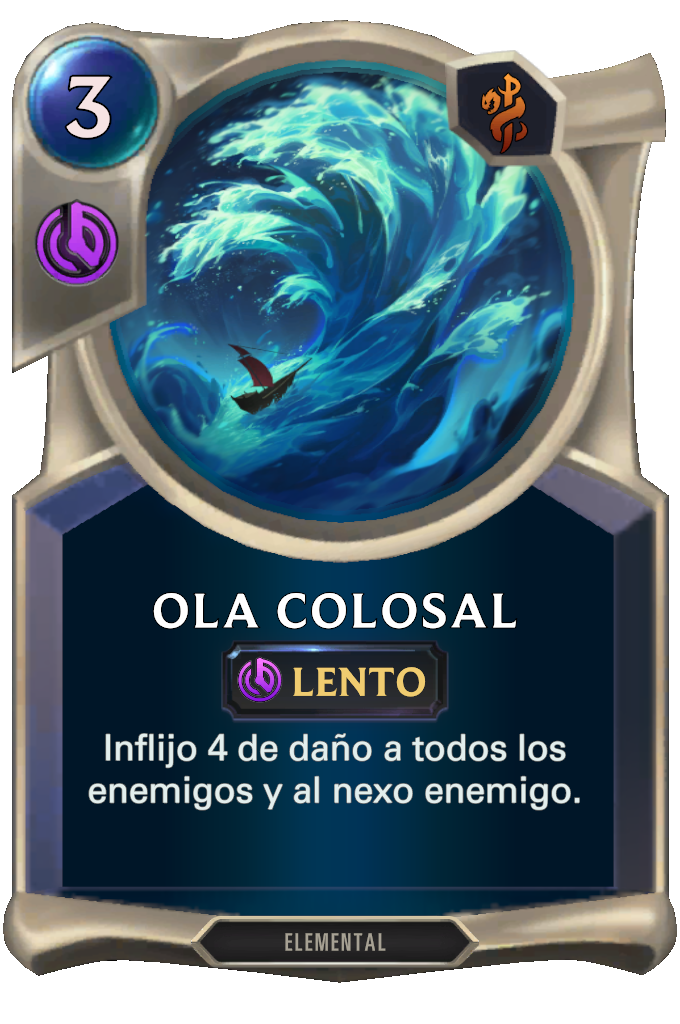 3
OLA COLOSAL
LENTO
Inflijo 4 de daño a todos los
enemigos y al nexo enemigo.
ELEMENTAL